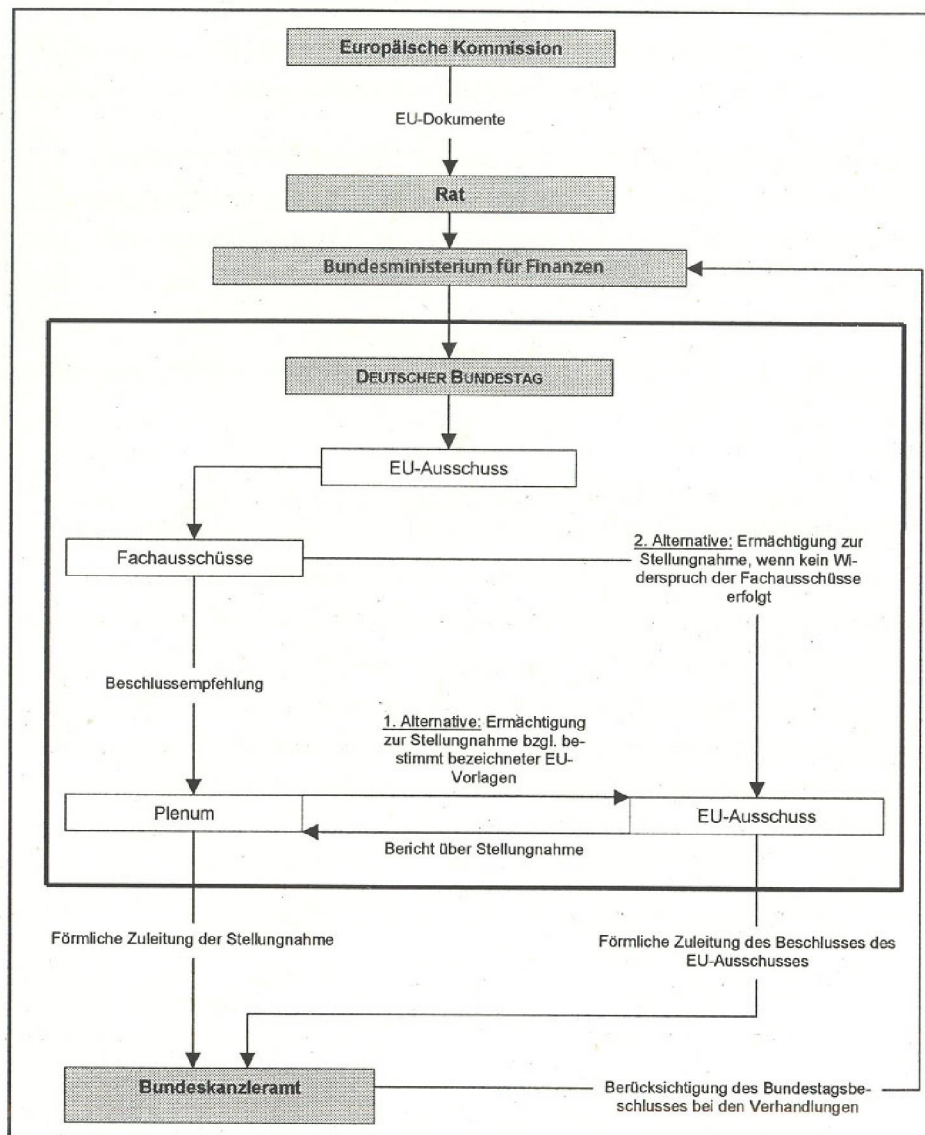 Europäische Kommission
EU-Dokumente
Rat
Bundesministerium für Finanzen
DEUTSCHER BUNDESTAG
EU-Ausschuss
Fachausschüsse
2. Alternative: Ermächtigung zur
Stellungnahme, wenn kein Wi-
derspruch der Fachausschüsse
erfolgt
Beschlussempfehlung
1. Alternative: Ermächtigung
zur Stellungnahme bzgl. be-
stimmt bezeichneter EU-
Vorlagen
Plenum
EU-Ausschuss
Bericht über Stellungnahme
Förmliche Zuleitung der Stellungnahme
Förmliche Zuleitung des Beschlusses des
EU-Ausschusses
Bundeskanzleramt
Berücksichtigung des Bundestagsbe-
schlusses bei den Verhandlungen